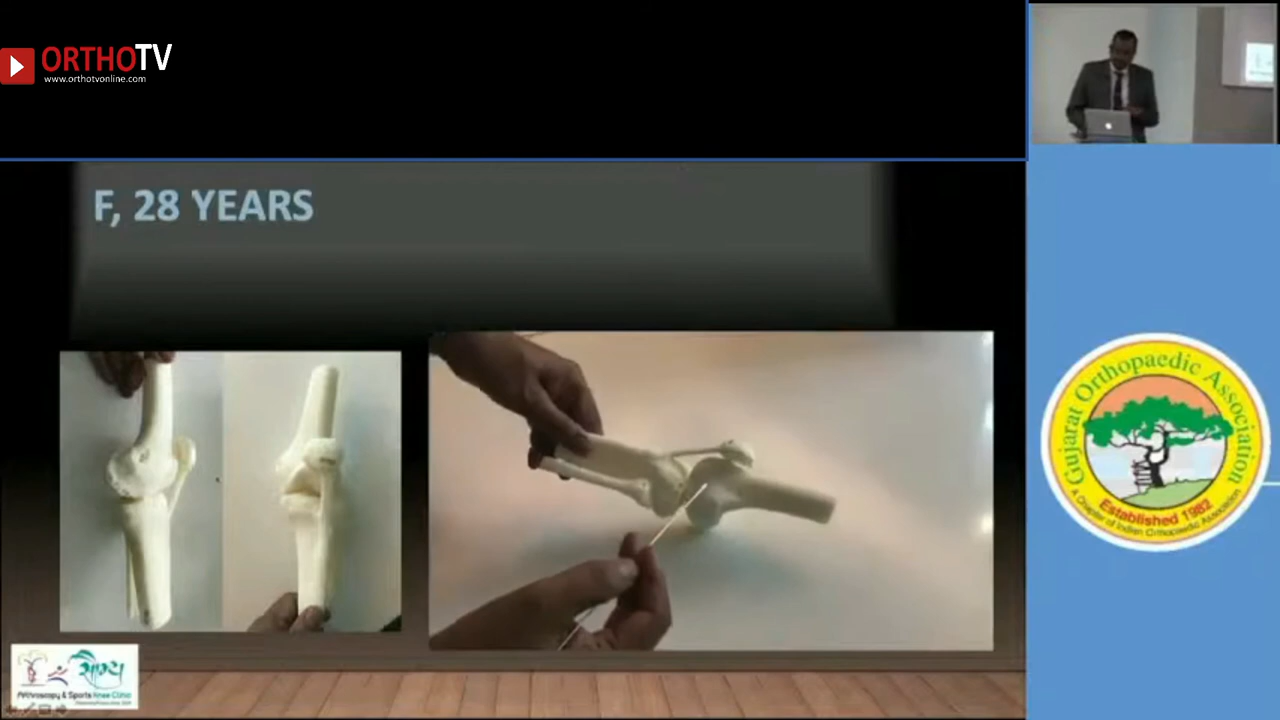 ORTHOTV
www.orthotvonline.com
F, 28 YEARS
Gujarat Orthopaedic Association
A Chapter of Indian Orthopaedic Association
Established 1982
Arthroscopy & Sports Knee Clinic